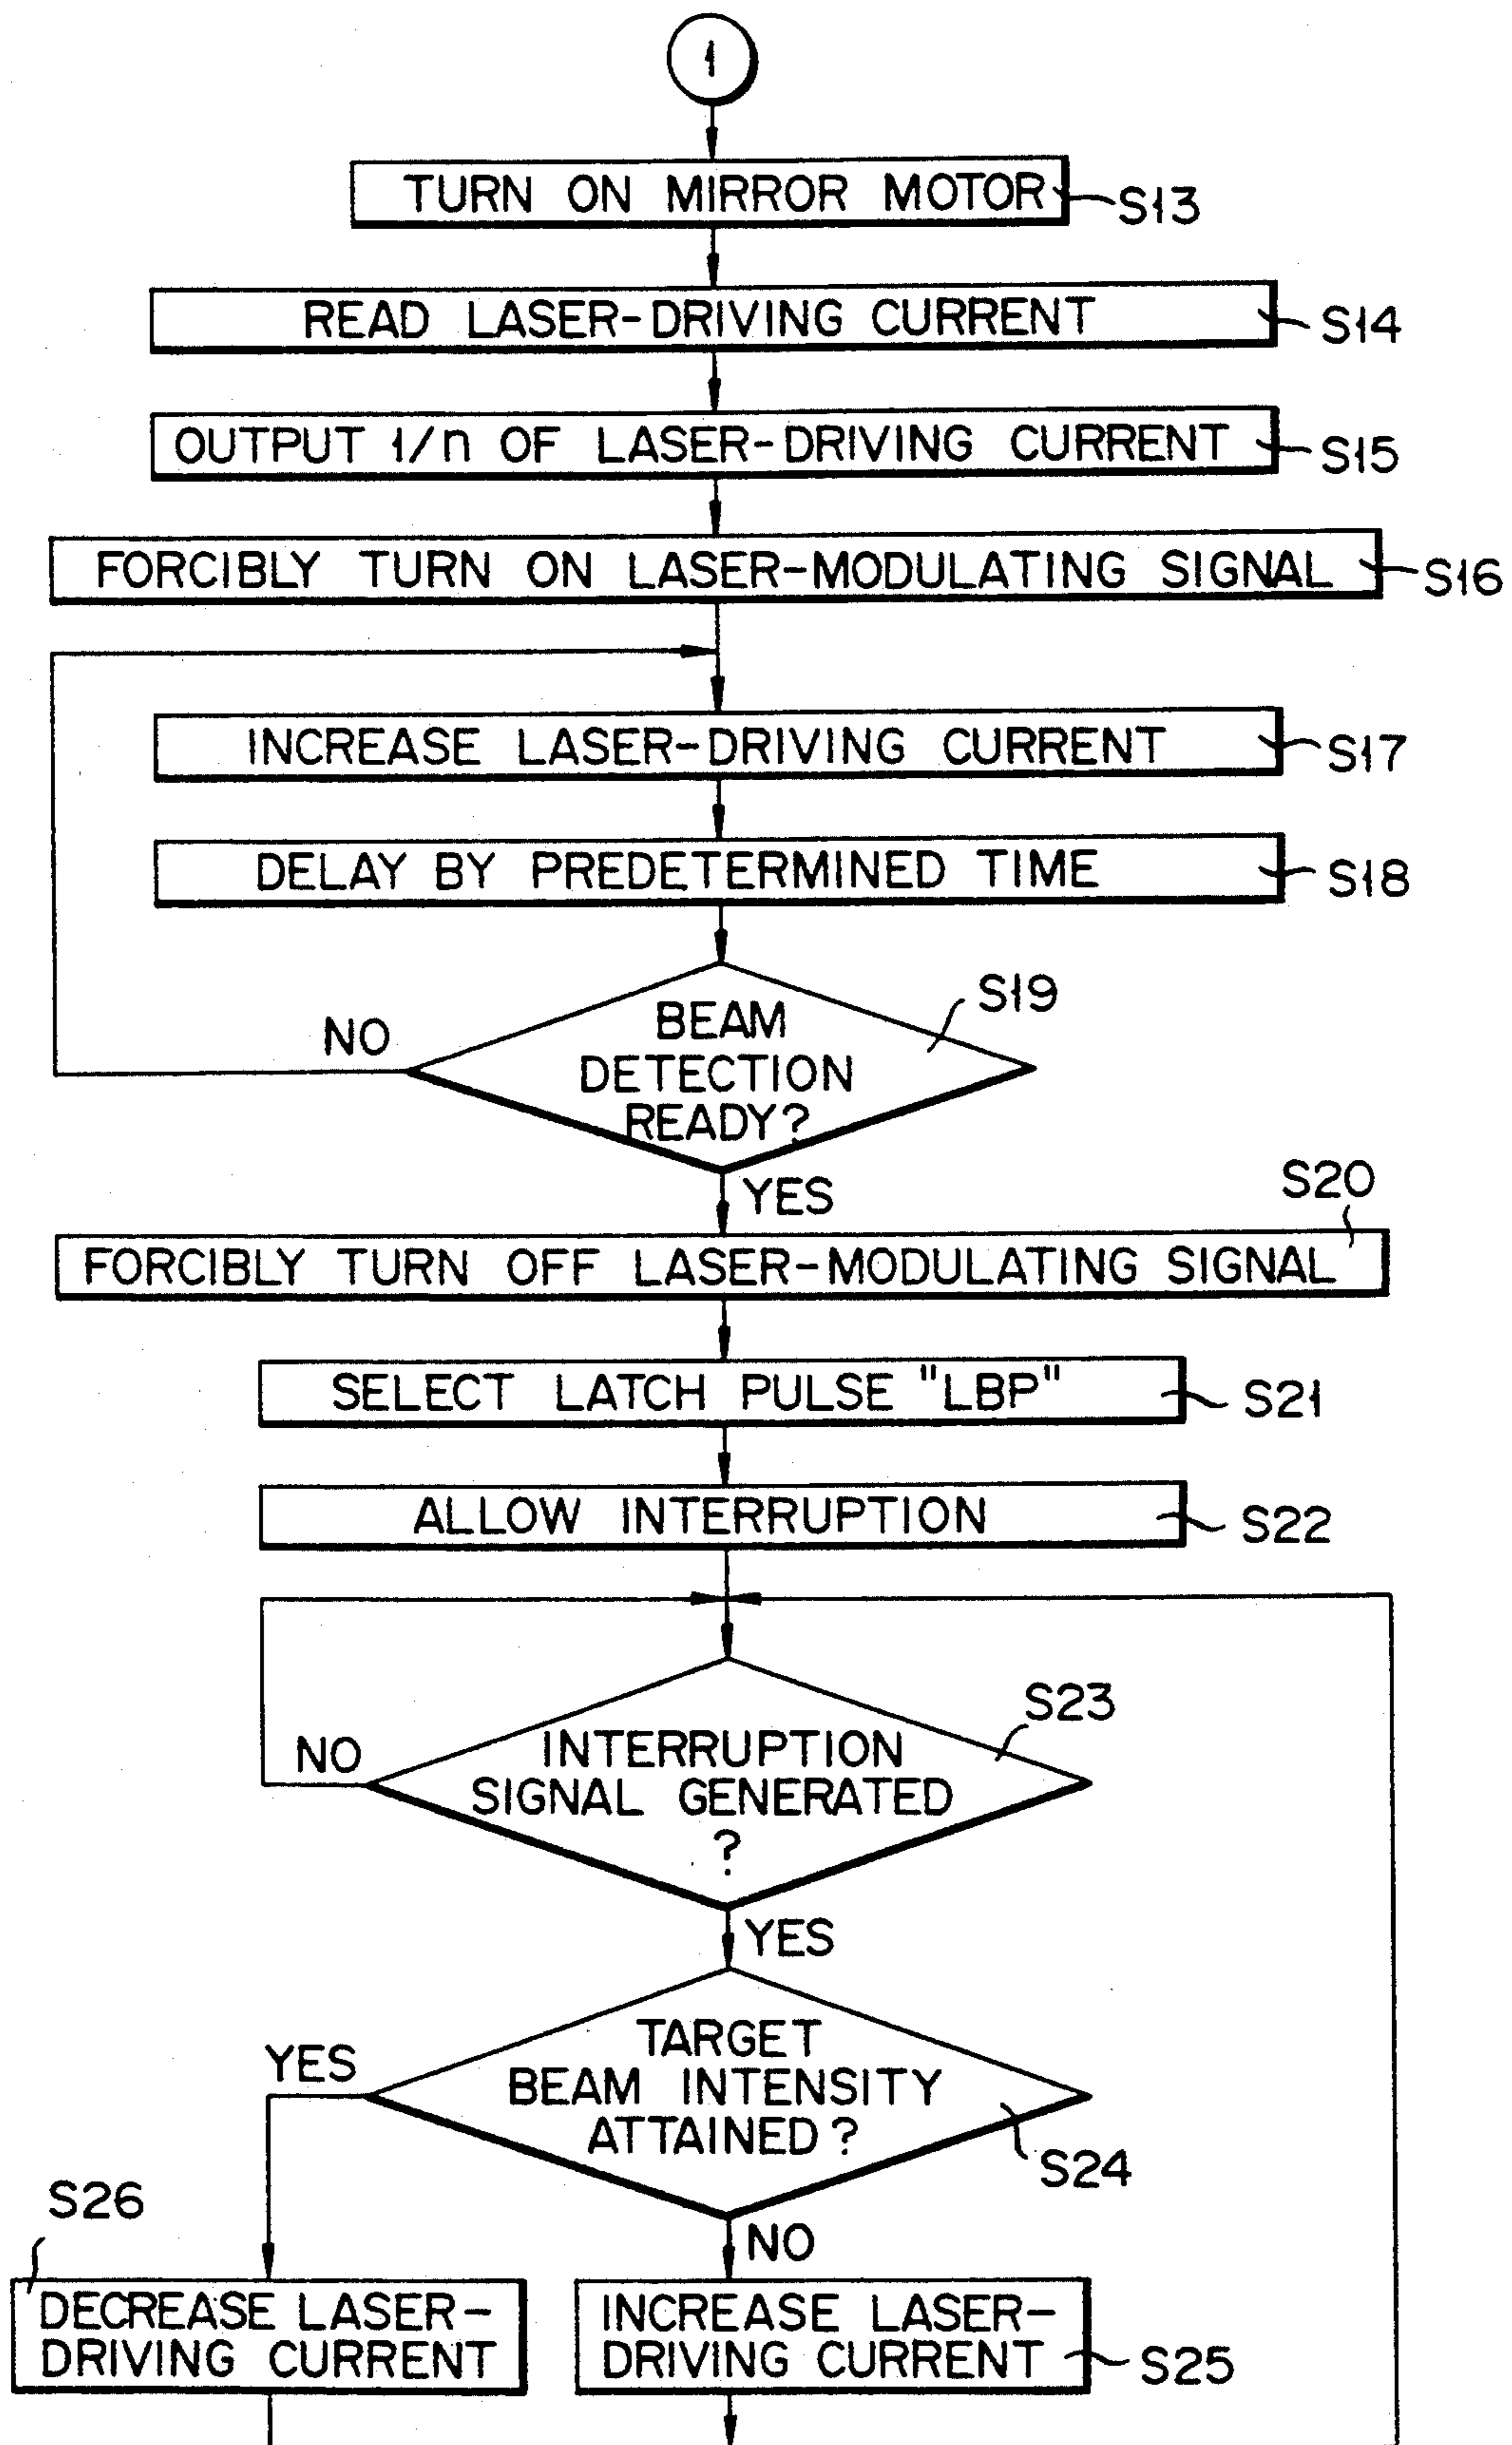 1
TURN ON MIRROR MOTOR
S13
READ LASER-DRIVING CURRENT
S14
OUTPUT 1/n OF LASER-DRIVING CURRENT
S15
FORCIBLY TURN ON LASER-MODULATING SIGNAL
S16
INCREASE LASER-DRIVING CURRENT
S17
DELAY BY PREDETERMINED TIME
S18
S19
BEAM
DETECTION
READY?
NO
YES
S20
FORCIBLY TURN OFF LASER-MODULATING SIGNAL
SELECT LATCH PULSE "LBP"
S21
ALLOW INTERRUPTION
S22
S23
INTERRUPTION
SIGNAL GENERATED
?
NO
YES
TARGET
BEAM INTENSITY
ATTAINED?
YES
S24
NO
S26
DECREASE LASER-
DRIVING CURRENT
INCREASE LASER-
DRIVING CURRENT
S25